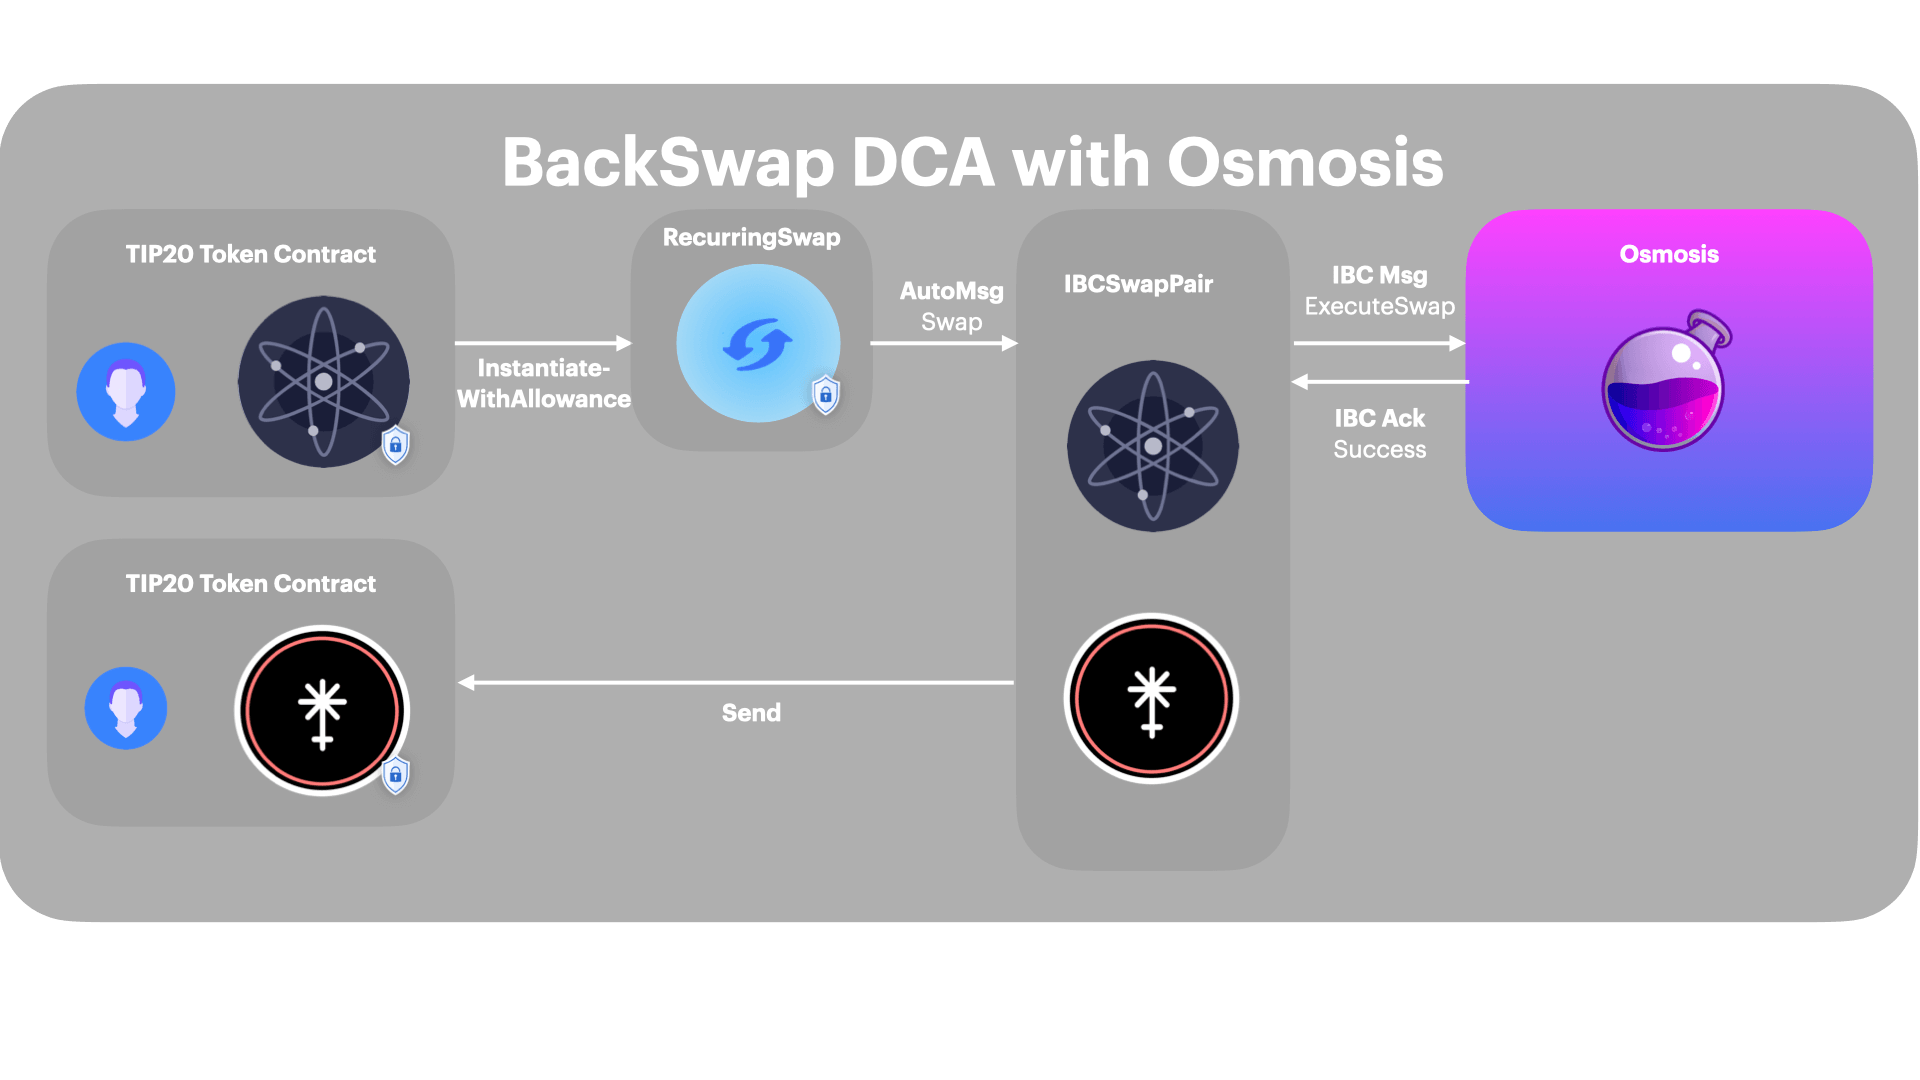 BackSwap DCA with Osmosis
TIP20 Token Contract
Instantiate-
WithAllowance
RecurringSwap
AutoMsg
Swap
IBCSwapPair
IBC Msg
ExecuteSwap
IBC Ack
Success
Osmosis
TIP20 Token Contract
Send